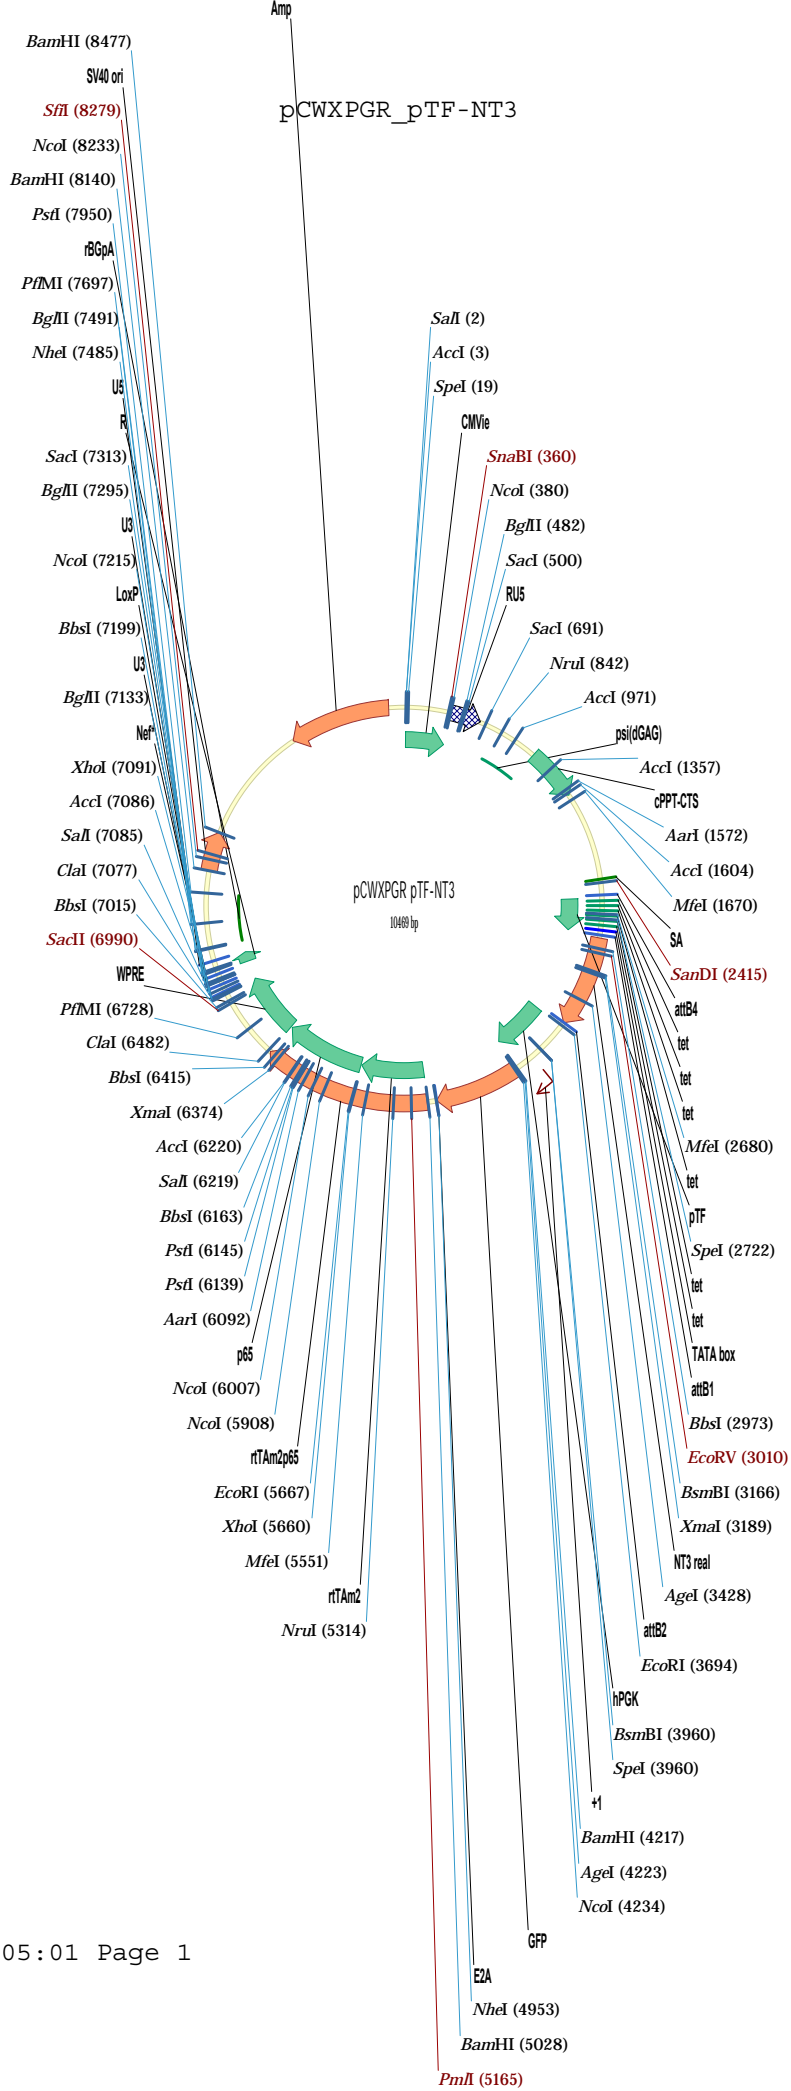 Amp
BamHI (8477)
SV40 ori
SfiI (8279)
pCWXPGR_pTF-NT3
NcoI (8233)
BamHI (8140)
PstI (7950)
rBGpA
PflMI (7697)
BglII (7491)
NheI (7485)
U5
R
SacI (7313)
BglII (7295)
U3
NcoI (7215)
LoxP
BbsI (7199)
U3
BglII (7133)
Nef*
XhoI (7091)
AccI (7086)
SalI (7085)
ClaI (7077)
BbsI (7015)
SacII (6990)
WPRE
PflMI (6728)
ClaI (6482)
BbsI (6415)
XmaI (6374)
AccI (6220)
SalI (6219)
BbsI (6163)
PstI (6145)
PstI (6139)
AarI (6092)
p65
NcoI (6007)
NcoI (5908)
rtTAm2p65
EcoRI (5667)
XhoI (5660)
MfeI (5551)
rtTAm2
NruI (5314)
SalI (2)
AccI (3)
SpeI (19)
CMVie
SnaBI (360)
NcoI (380)
BglII (482)
SacI (500)
RU5
SacI (691)
NruI (842)
AccI (971)
psi(dGAG)
AccI (1357)
cPPT-CTS
AarI (1572)
AccI (1604)
MfeI (1670)
SA
SanDI (2415)
attB4
tet
tet
tet
MfeI (2680)
tet
pTF
SpeI (2722)
tet
tet
TATA box
attB1
BbsI (2973)
EcoRV (3010)
BsmBI (3166)
XmaI (3189)
NT3 real
AgeI (3428)
attB2
EcoRI (3694)
hPGK
BsmBI (3960)
SpeI (3960)
+1
BamHI (4217)
AgeI (4223)
NcoI (4234)
GFP
E2A
NheI (4953)
BamHI (5028)
PmlI (5165)
pCWXPGR pTF-NT3
10469 bp
05:01 Page 1